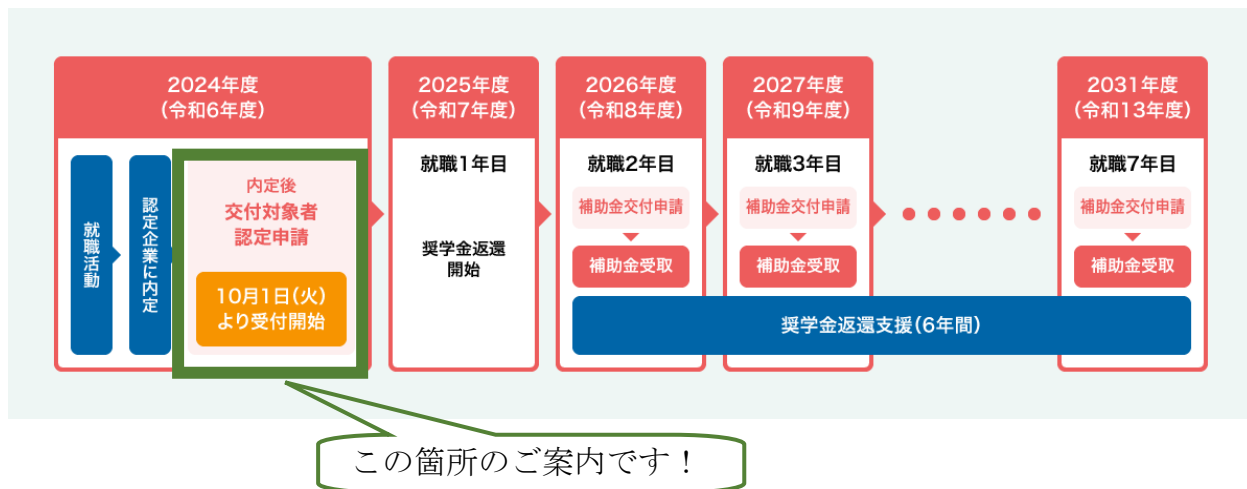 2024年度
(令和6年度)
就職活動
認定企業に内定
内定後
交付対象者
認定申請
10月1日(火)
より受付開始
2025年度
(令和7年度)
就職1年目
奨学金返還
開始
2026年度
(令和8年度)
就職2年目
補助金交付申請
補助金受取
2027年度
(令和9年度)
就職3年目
補助金交付申請
補助金受取
2031年度
(令和13年度)
就職7年目
補助金交付申請
補助金受取
奨学金返還支援(6年間)
この箇所のご案内です！